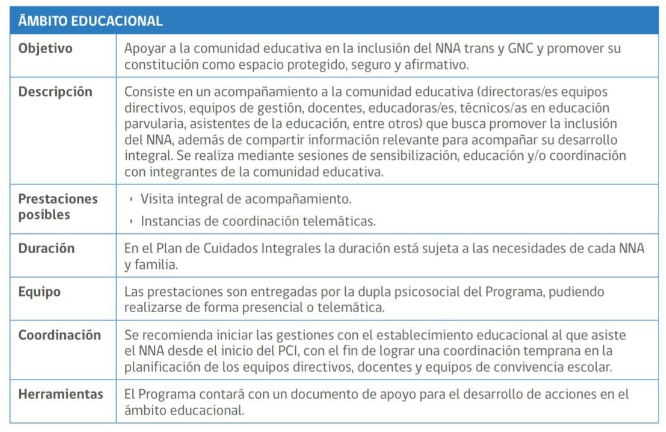 ÁMBITO EDUCACIONAL
Objetivo
Apoyar a la comunidad educativa en la inclusión del NNA trans y GNC y promover su
constitución como espacio protegido, seguro y afirmativo.
Descripción
Consiste en un acompañamiento a la comunidad educativa (directoras/es equipos
directivos, equipos de gestión, docentes, educadoras/es, técnicos/as en educación
parvularia, asistentes de la educación, entre otros) que busca promover la inclusión
del NNA, además de compartir información relevante para acompañar su desarrollo
integral. Se realiza mediante sesiones de sensibilización, educación y/o coordinación
con integrantes de la comunidad educativa.
Prestaciones
posibles
Visita integral de acompañamiento.
Instancias de coordinación telemáticas.
Duración
En el Plan de Cuidados Integrales la duración está sujeta a las necesidades de cada NNA
y familia.
Equipo
Las prestaciones son entregadas por la dupla psicosocial del Programa, pudiendo
realizarse de forma presencial o telemática.
Coordinación
Se recomienda iniciar las gestiones con el establecimiento educacional al que asiste
el NNA desde el inicio del PCI, con el fin de lograr una coordinación temprana en la
planificación de los equipos directivos, docentes y equipos de convivencia escolar.
Herramientas
El Programa contará con un documento de apoyo para el desarrollo de acciones en el
ámbito educacional.